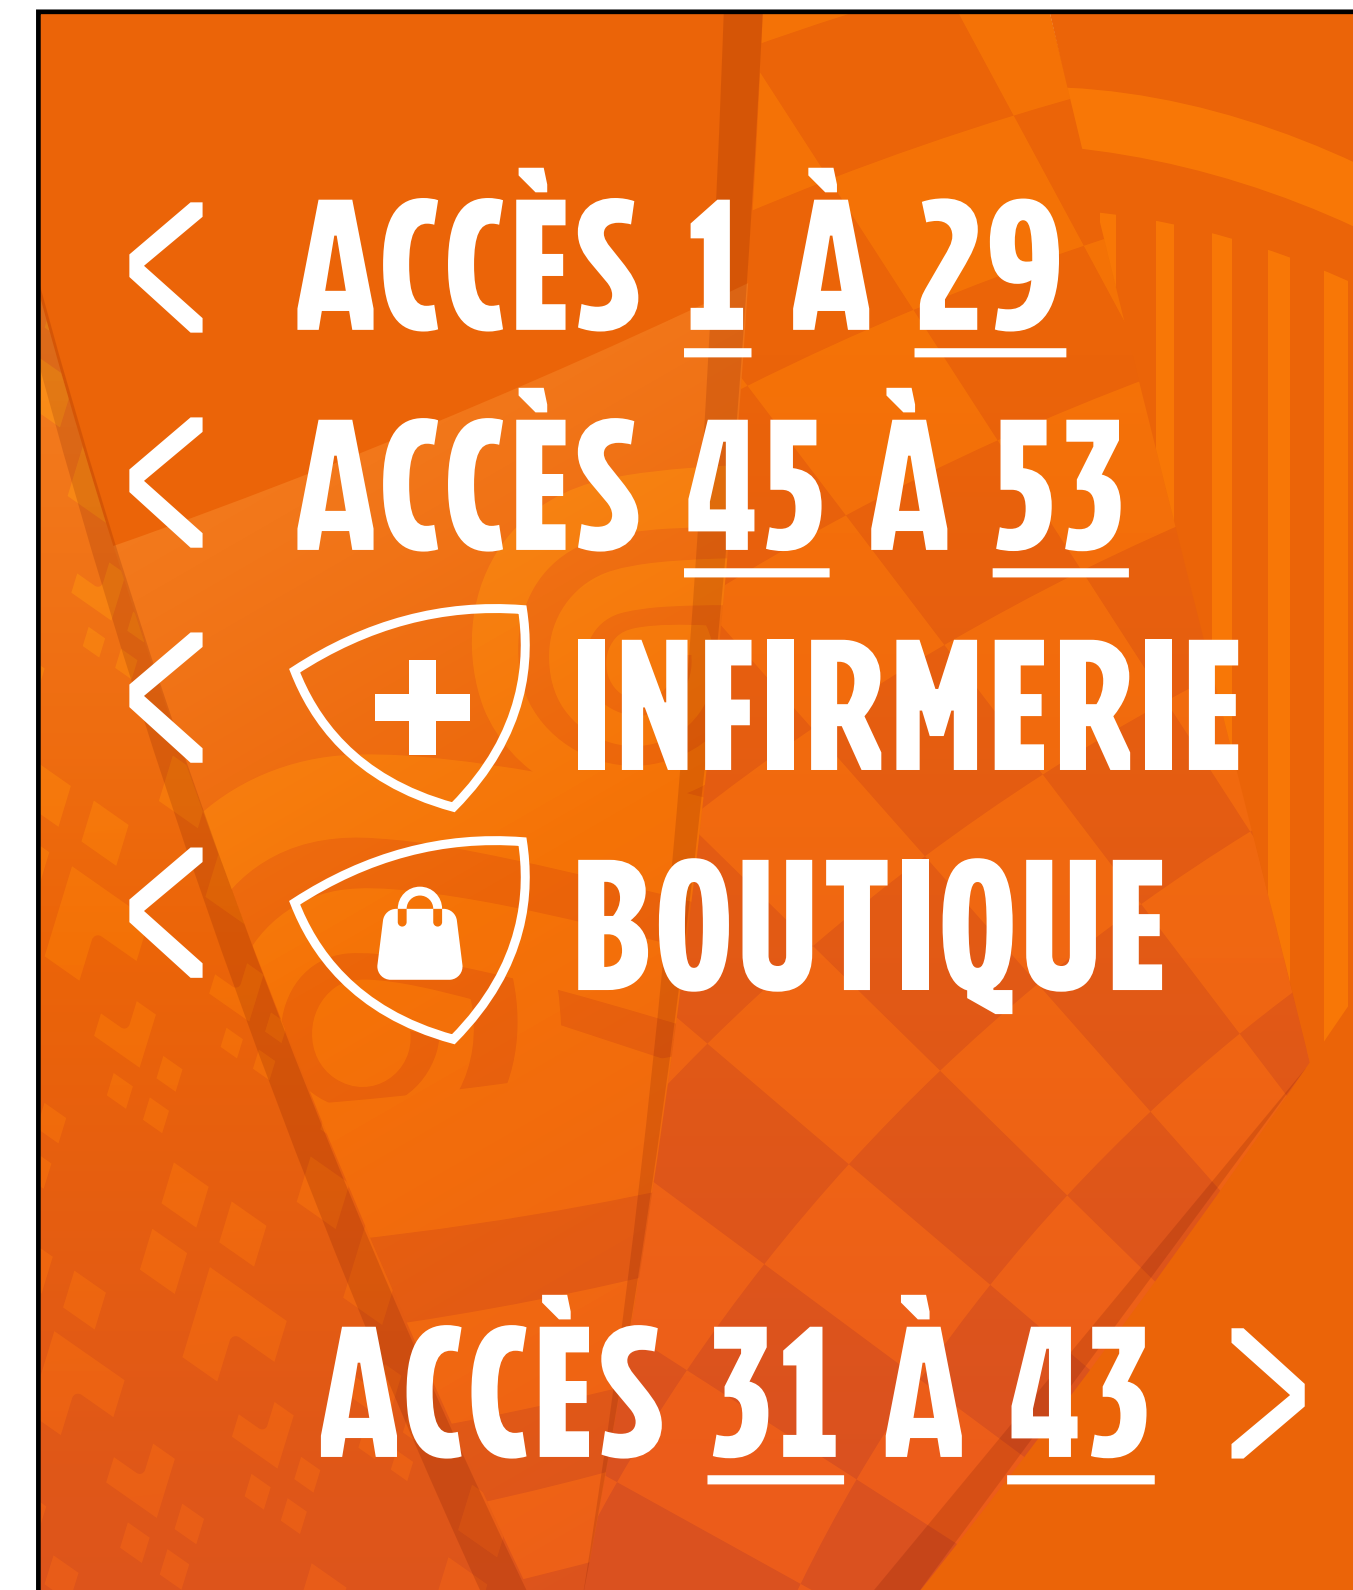 < ACCÈS 1 À 29
< ACCÈS 45 À 53
< INFIRMERIE
< BOUTIQUE
ACCÈS 31 À 43 >